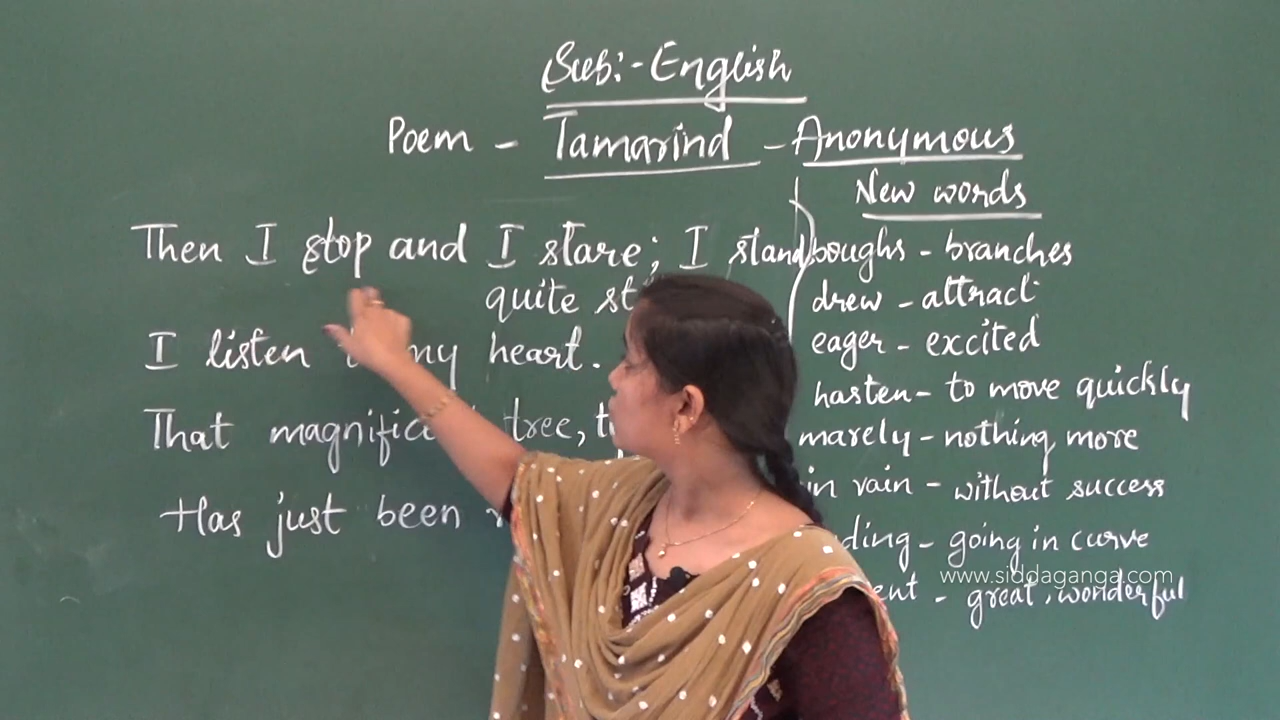 Sub:- English
Poem - Tamarind - Anonymous
New words
Then I stop and I stare; I stand
quite
I listen my heart.
That tree,
Has just been
boughs - branches
drew - attract
eager - excited
hasten - to move quickly
marely - nothing more
in vain - without success
- going in curve
- great, wonderful
www.siddaganga.com